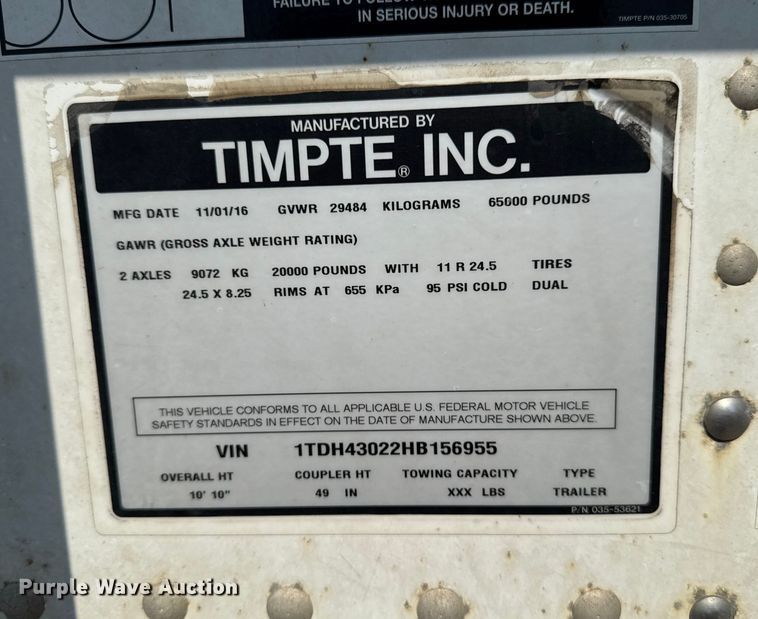 IN SERIOUS INJURY OR DEATH.
TIMPTE P/N 035-30705
MANUFACTURED BY
TIMPTE® INC.
MFG DATE 11/01/16 GVWR 29484 KILOGRAMS 65000 POUNDS
GAWR (GROSS AXLE WEIGHT RATING)
2 AXLES 9072 KG 20000 POUNDS WITH 11 R 24.5 TIRES
24.5 X 8.25 RIMS AT 655 KPa 95 PSI COLD DUAL
THIS VEHICLE CONFORMS TO ALL APPLICABLE U.S. FEDERAL MOTOR VEHICLE
SAFETY STANDARDS IN EFFECT ON THE DATE OF MANUFACTURE SHOWN ABOVE.
VIN 1TDH43022HB156955
OVERALL HT COUPLER HT TOWING CAPACITY TYPE
10' 10" 49 IN XXX LBS TRAILER
P/N 035-53621
Purple Wave Auction